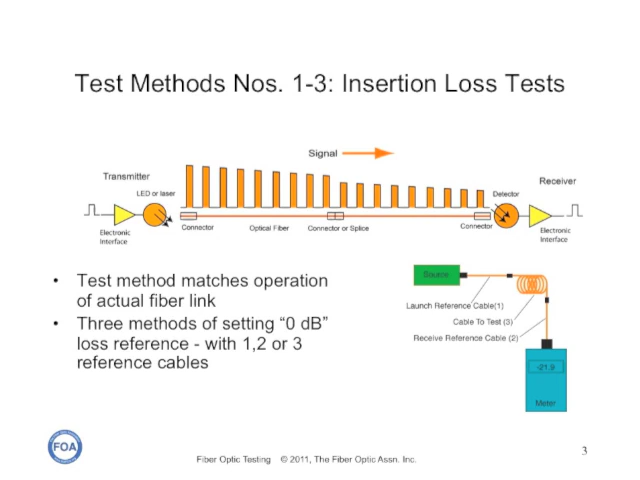 Test Methods Nos. 1-3: Insertion Loss Tests
Signal
Transmitter
Receiver
LED or laser
Detector
Connector
Optical Fiber
Connector or Splice
Connector
Electronic
Interface
Electronic
Interface
• Test method matches operation
of actual fiber link
• Three methods of setting “0 dB”
loss reference - with 1,2 or 3
reference cables
Source
Launch Reference Cable(1)
Cable To Test (3)
Receive Reference Cable (2)
-21.9
Meter
FOA
Fiber Optic Testing © 2011, The Fiber Optic Assn. Inc.
3